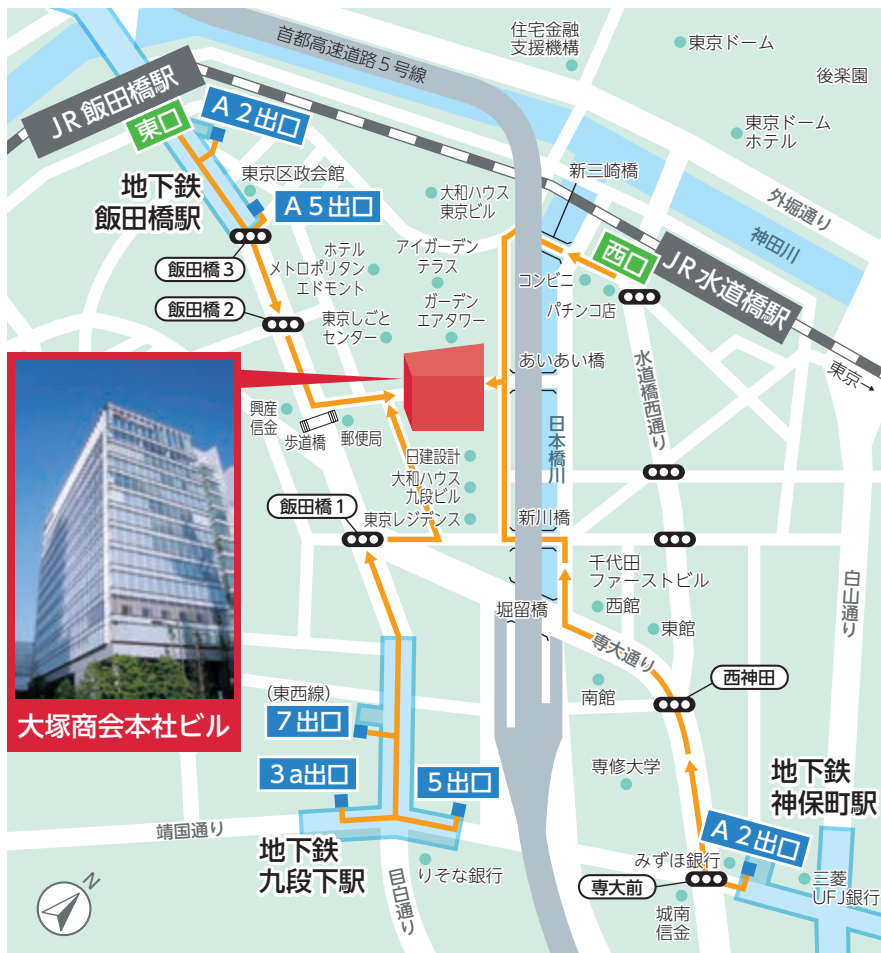 首都高速道路5号線
住宅金融
支援機構
東京ドーム
後楽園
JR飯田橋駅
東口
A2出口
東京ドーム
ホテル
地下鉄
飯田橋駅
東京区政会館
A5出口
大和ハウス
東京ビル
新三崎橋
外堀通り
神田川
飯田橋3
ホテル
メトロポリタン
エドモント
アイガーデン
テラス
西口
JR水道橋駅
コンビニ
パチンコ店
飯田橋2
東京しごと
センター
ガーデン
エアタワー
あいあい橋
水道橋西通り
東京→
興産
信金
歩道橋
郵便局
日本橋川
日建設計
大和ハウス
九段ビル
東京レジデンス
飯田橋1
新川橋
千代田
ファーストビル
西館
東館
白山通り
堀留橋
専大通り
南館
西神田
大塚商会本社ビル
(東西線)
7出口
3a出口
5出口
専修大学
地下鉄
神保町駅
靖国通り
地下鉄
九段下駅
りそな銀行
目白通り
A2出口
みずほ銀行
専大前
三菱
UFJ銀行
城南
信金
N